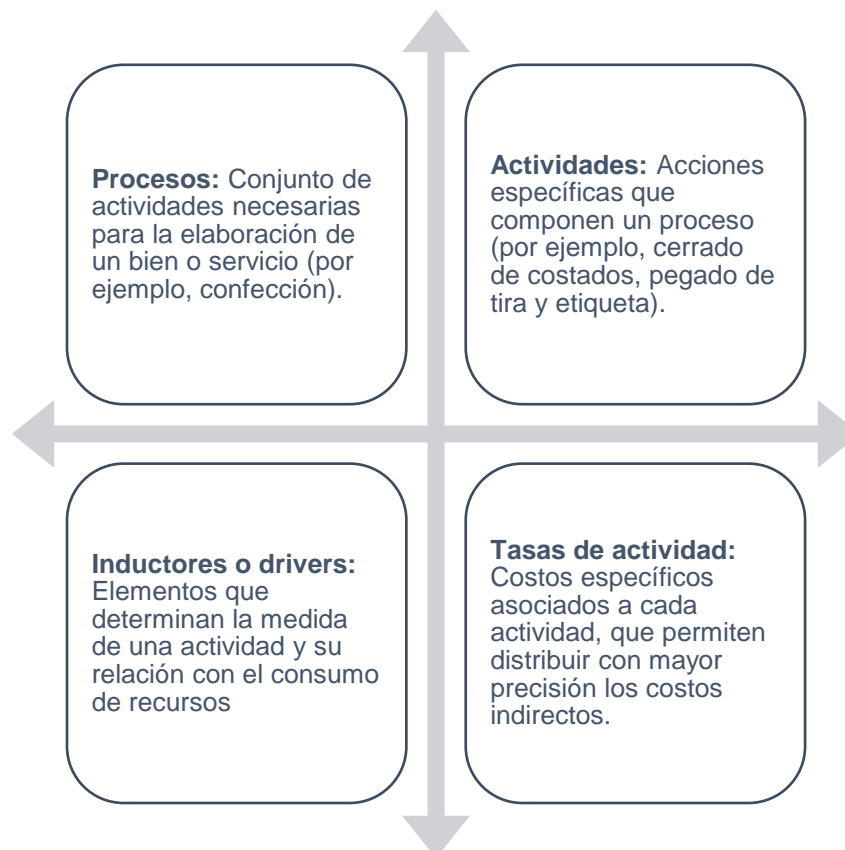 Procesos: Conjunto de
actividades necesarias
para la elaboración de
un bien o servicio (por
ejemplo, confección).
Actividades: Acciones
específicas que
componen un proceso
(por ejemplo, cerrado
de costados, pegado de
tira y etiqueta).
Inductores o drivers:
Elementos que
determinan la medida
de una actividad y su
relación con el consumo
de recursos
Tasas de actividad:
Costos específicos
asociados a cada
actividad, que permiten
distribuir con mayor
precisión los costos
indirectos.